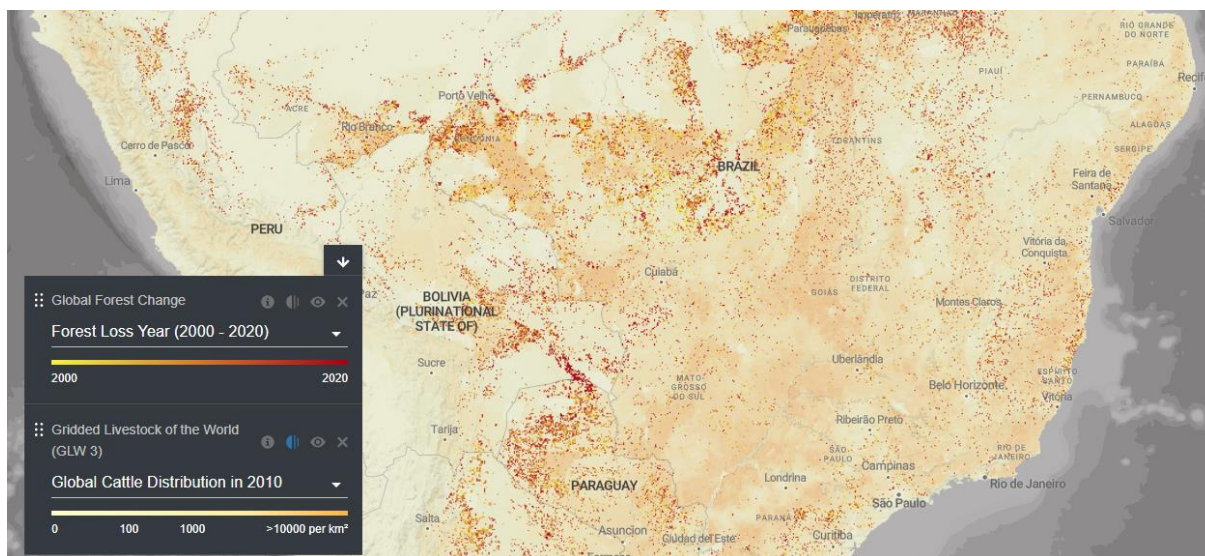 RIO GRANDE
DO NORTE
Parauapebas
PIAUÍ
PARAÍBA
Recife
Porto Velho
ACRE
PERNAMBUCO
Rio Branco
ALAGOAS
Cerro de Pasco
TOCANTINS
SERGIPE
BRAZIL
Lima
Feira de
Santana
Salvador
PERU
Vitória da
Conquista
Cuiabá
DISTRITO
FEDERAL
GOIÁS
BOLIVIA
(PLURINATIONAL
STATE OF)
Montes Claros
Sucre
Uberlândia
MATO
GROSSO
DO SUL
Belo Horizonte
ESPÍRITO
SANTO
Vitória
Ribeirão Preto
Tarija
SÃO
PAULO
RIO DE
JANEIRO
Londrina
Campinas
Rio de Janeiro
PARAGUAY
São Paulo
Salta
PARANÁ
Asuncion
Ciudad del Este
Curitiba
Global Forest Change
Forest Loss Year (2000 - 2020)
2000 2020
Gridded Livestock of the World
(GLW 3)
Global Cattle Distribution in 2010
0 100 1000 >10000 per km²